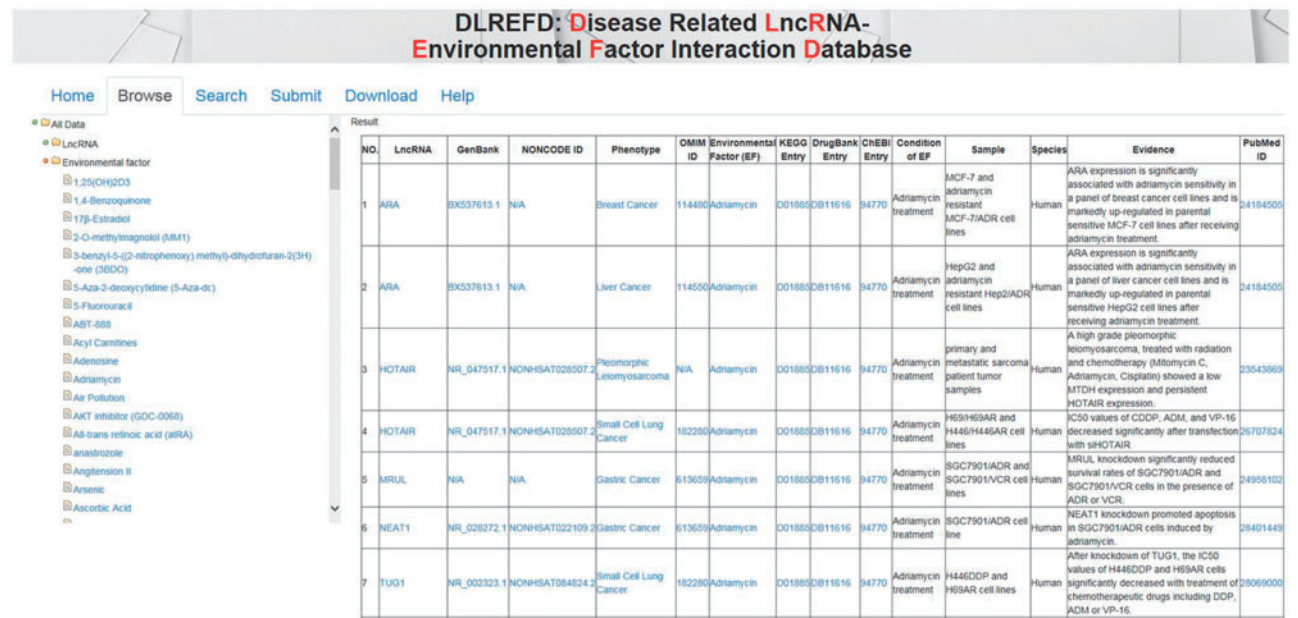 DLREFD: Disease Related LncRNA-
Environmental Factor Interaction Database
Home Browse Search Submit Download Help
All Data
LncRNA
Environmental factor
1,25(OH)2D3
1,4-Benzoquinone
17β-Estradiol
2-O-methylmagnolol (MM1)
3-benzyl-5-((2-nitrophenoxy) methyl)-dihydrofuran-2(3H)
-one (3BDO)
5-Aza-2-deoxycytidine (5-Aza-dc)
5-Fluorouracil
ABT-888
Acyl Carnitines
Adenosine
Adriamycin
Air Pollution
AKT inhibitor (GDC-0068)
All-trans retinoic acid (atRA)
anastrozole
Angitension II
Arsenic
Ascorbic Acid
Result
NO. LncRNA GenBank NONCODE ID Phenotype OMIM ID Environmental Factor (EF) KEGG Entry DrugBank Entry ChEBI Entry Condition of EF Sample Species Evidence PubMed ID
1 ARA BX537613.1 N/A Breast Cancer 114480 Adriamycin D01885 DB11616 94770 Adriamycin treatment MCF-7 and adriamycin resistant MCF-7/ADR cell lines Human ARA expression is significantly associated with adriamycin sensitivity in a panel of breast cancer cell lines and is markedly up-regulated in parental sensitive MCF-7 cell lines after receiving adriamycin treatment. 24184505
2 ARA BX537613.1 N/A Liver Cancer 114550 Adriamycin D01885 DB11616 94770 Adriamycin treatment HepG2 and adriamycin resistant Hep2/ADR cell lines Human ARA expression is significantly associated with adriamycin sensitivity in a panel of liver cancer cell lines and is markedly up-regulated in parental sensitive HepG2 cell lines after receiving adriamycin treatment. 24184505
3 HOTAIR NR_047517.1 NONHSAT028507.2 Pleomorphic Leiomyosarcoma N/A Adriamycin D01885 DB11616 94770 Adriamycin treatment primary and metastatic sarcoma patient tumor samples Human A high grade pleomorphic leiomyosarcoma, treated with radiation and chemotherapy (Mitomycin C, Adriamycin, Cisplatin) showed a low MTDH expression and persistent HOTAIR expression. 23543869
4 HOTAIR NR_047517.1 NONHSAT028507.2 Small Cell Lung Cancer 182280 Adriamycin D01885 DB11616 94770 Adriamycin treatment H69/H69AR and H446/H446AR cell lines Human IC50 values of CDDP, ADM, and VP-16 decreased significantly after transfection with siHOTAIR 26707824
5 MRUL N/A N/A Gastric Cancer 613659 Adriamycin D01885 DB11616 94770 Adriamycin treatment SGC7901/ADR and SGC7901/VCR cell lines Human MRUL knockdown significantly reduced survival rates of SGC7901/ADR and SGC7901/VCR cells in the presence of ADR or VCR. 24958102
6 NEAT1 NR_028272.1 NONHSAT022109.2 Gastric Cancer 613659 Adriamycin D01885 DB11616 94770 Adriamycin treatment SGC7901/ADR cell line Human NEAT1 knockdown promoted apoptosis in SGC7901/ADR cells induced by adriamycin. 28401449
7 TUG1 NR_002323.1 NONHSAT084824.2 Small Cell Lung Cancer 182280 Adriamycin D01885 DB11616 94770 Adriamycin treatment H446DDP and H69AR cell lines Human After knockdown of TUG1, the IC50 values of H446DDP and H69AR cells significantly decreased with treatment of chemotherapeutic drugs including DDP, ADM or VP-16. 28069000